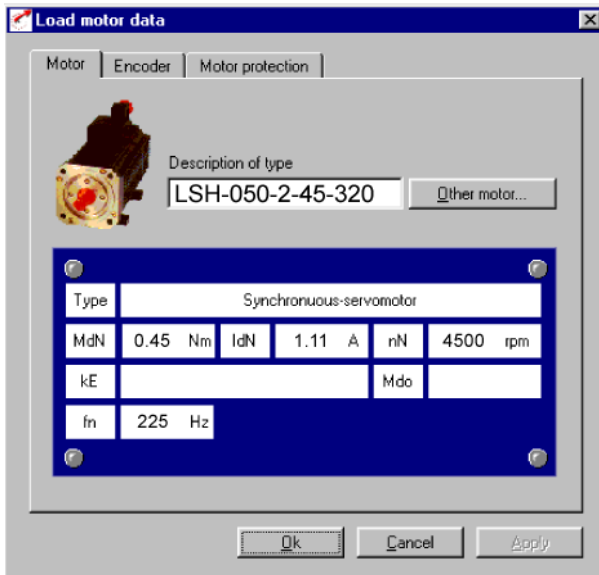 Load motor data
Motor Encoder Motor protection
Description of type
LSH-050-2-45-320 Other motor...
Type Synchronuous-servomotor
MdN 0.45 Nm IdN 1.11 A nN 4500 rpm
kE Mdo
fn 225 Hz
Ok Cancel Apply